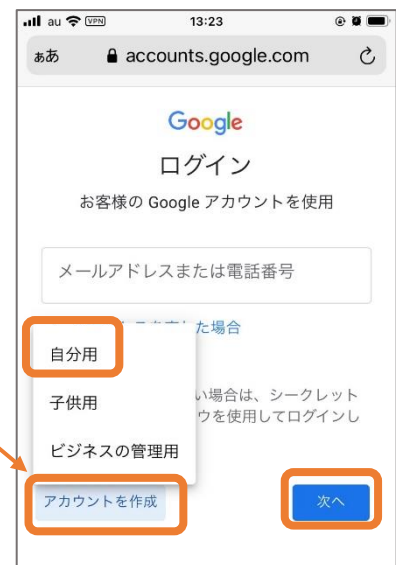 au VPN 13:23
ぁあ accounts.google.com
Google
ログイン
お客様の Google アカウントを使用
メールアドレスまたは電話番号
た場合
自分用
い場合は、シークレット
子供用
ウを使用してログインし
ビジネスの管理用
アカウントを作成
次へ